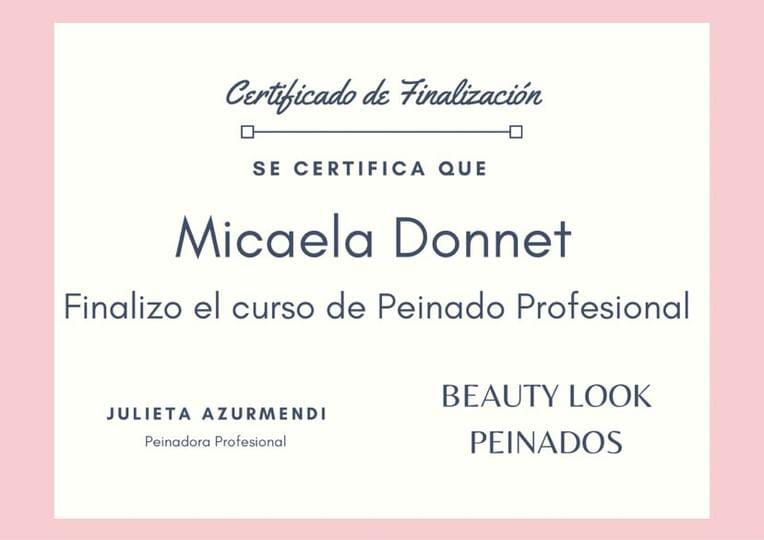 Certificado de Finalización
SE CERTIFICA QUE
Micaela Donnet
Finalizo el curso de Peinado Profesional
JULIETA AZURMENDI
Peinadora Profesional
BEAUTY LOOK
PEINADOS